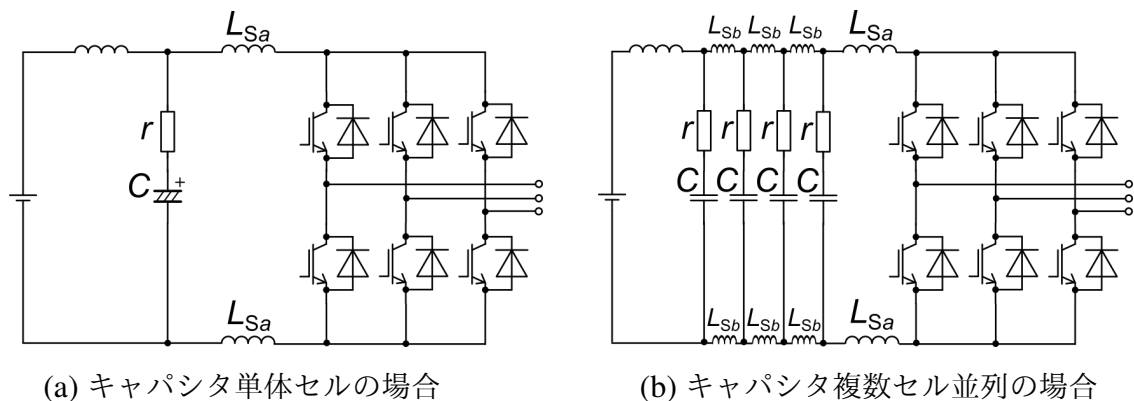 L_Sa
r
C
+
L_Sa
(a) キャパシタ単体セルの場合
L_Sb L_Sb L_Sb
L_Sa
r r r r
C C C C
L_Sb L_Sb L_Sb
L_Sa
(b) キャパシタ複数セル並列の場合